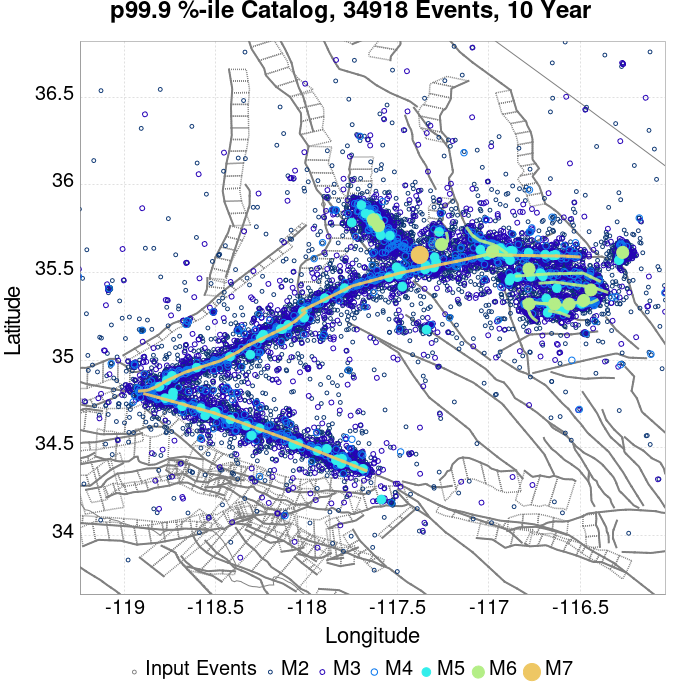 p99.9 %-ile Catalog, 34918 Events, 10 Year
36.5
36
35.5
35
34.5
34
Latitude
-119 -118.5 -118 -117.5 -117 -116.5
Longitude
Input Events M2 M3 M4 M5 M6 M7